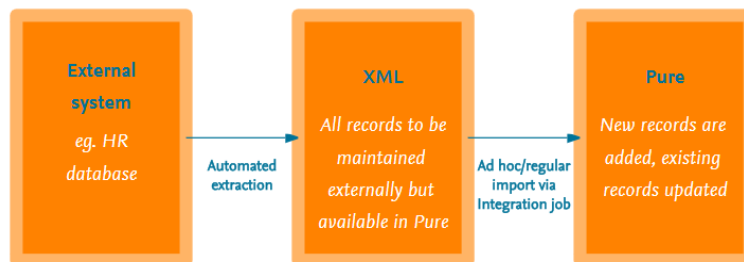 External
system
eg. HR
database
Automated
extraction
XML
All records to be
maintained
externally but
available in Pure
Ad hoc/regular
import via
Integration job
Pure
New records are
added, existing
records updated